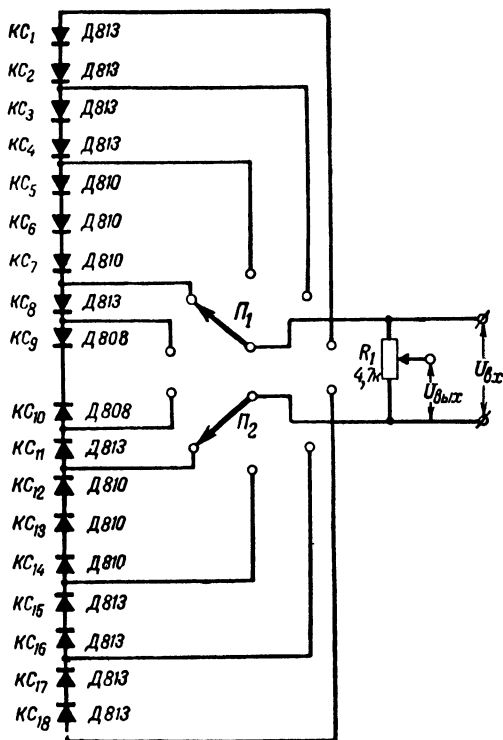 КС₁ Д813
КС₂ Д813
КС₃ Д813
КС₄ Д813
КС₅ Д810
КС₆ Д810
КС₇ Д810
КС₈ Д813
КС₉ Д808
П₁
R₁
4,7к
Uвых
Uвх
КС₁₀ Д808
П₂
КС₁₁ Д813
КС₁₂ Д810
КС₁₃ Д810
КС₁₄ Д810
КС₁₅ Д813
КС₁₆ Д813
КС₁₇ Д813
КС₁₈ Д813